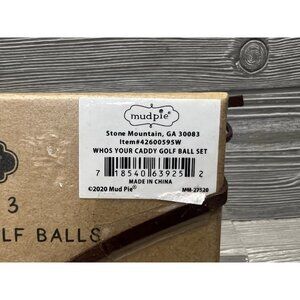 mudpie®
Stone Mountain, GA 30083
Item#42600595W
WHOS YOUR CADDY GOLF BALL SET
7 18540 63925 2
MADE IN CHINA
©2020 Mud Pie® MM-27520
3
LF BALLS